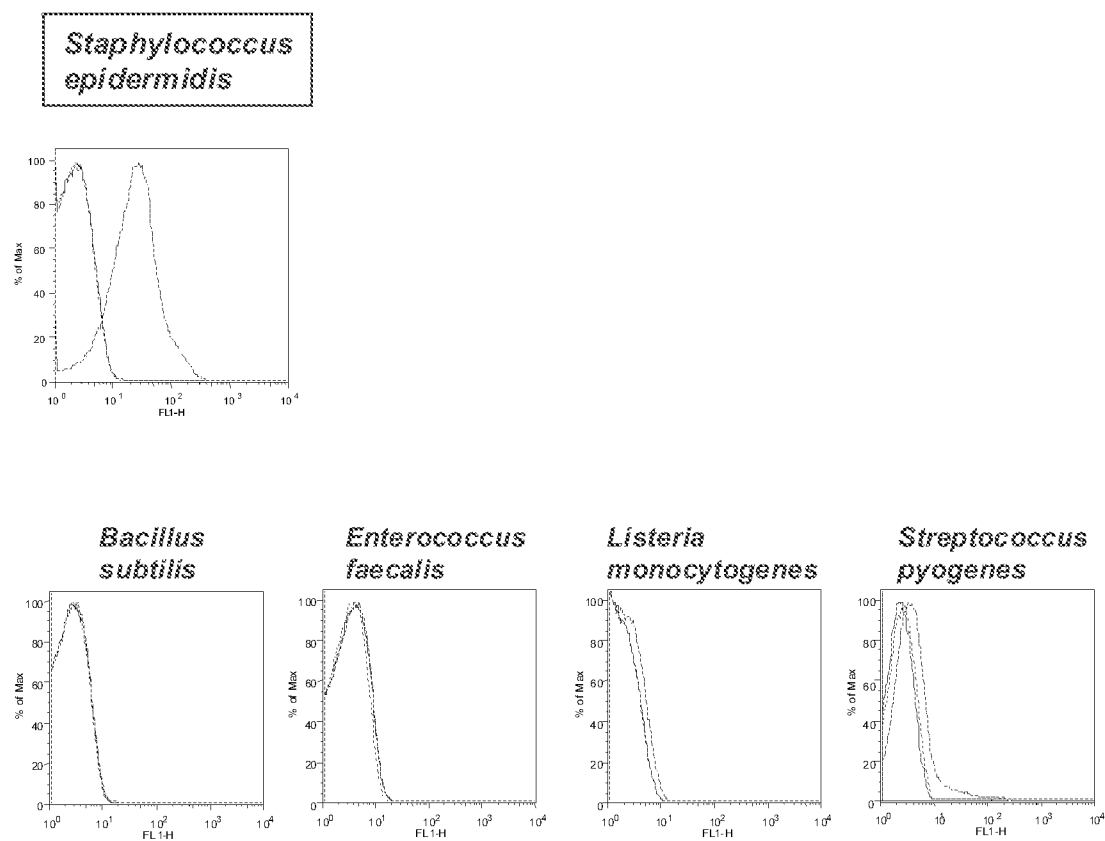 Staphylococcus
epidermidis
100
80
60
40
20
0
% of Max
10^0 10^1 10^2 10^3 10^4
FL1-H
Bacillus
subtilis
100
80
60
40
20
0
% of Max
10^0 10^1 10^2 10^3 10^4
FL1-H
Enterococcus
faecalis
100
80
60
40
20
0
% of Max
10^0 10^1 10^2 10^3 10^4
FL1-H
Listeria
monocytogenes
100
80
60
40
20
0
% of Max
10^0 10^1 10^2 10^3 10^4
FL1-H
Streptococcus
pyogenes
100
80
60
40
20
0
% of Max
10^0 10^1 10^2 10^3 10^4
FL1-H